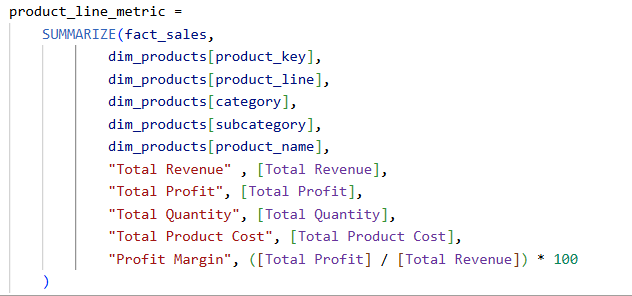 product_line_metric =
SUMMARIZE(fact_sales,
dim_products[product_key],
dim_products[product_line],
dim_products[category],
dim_products[subcategory],
dim_products[product_name],
"Total Revenue" , [Total Revenue],
"Total Profit", [Total Profit],
"Total Quantity", [Total Quantity],
"Total Product Cost", [Total Product Cost],
"Profit Margin", ([Total Profit] / [Total Revenue]) * 100
)